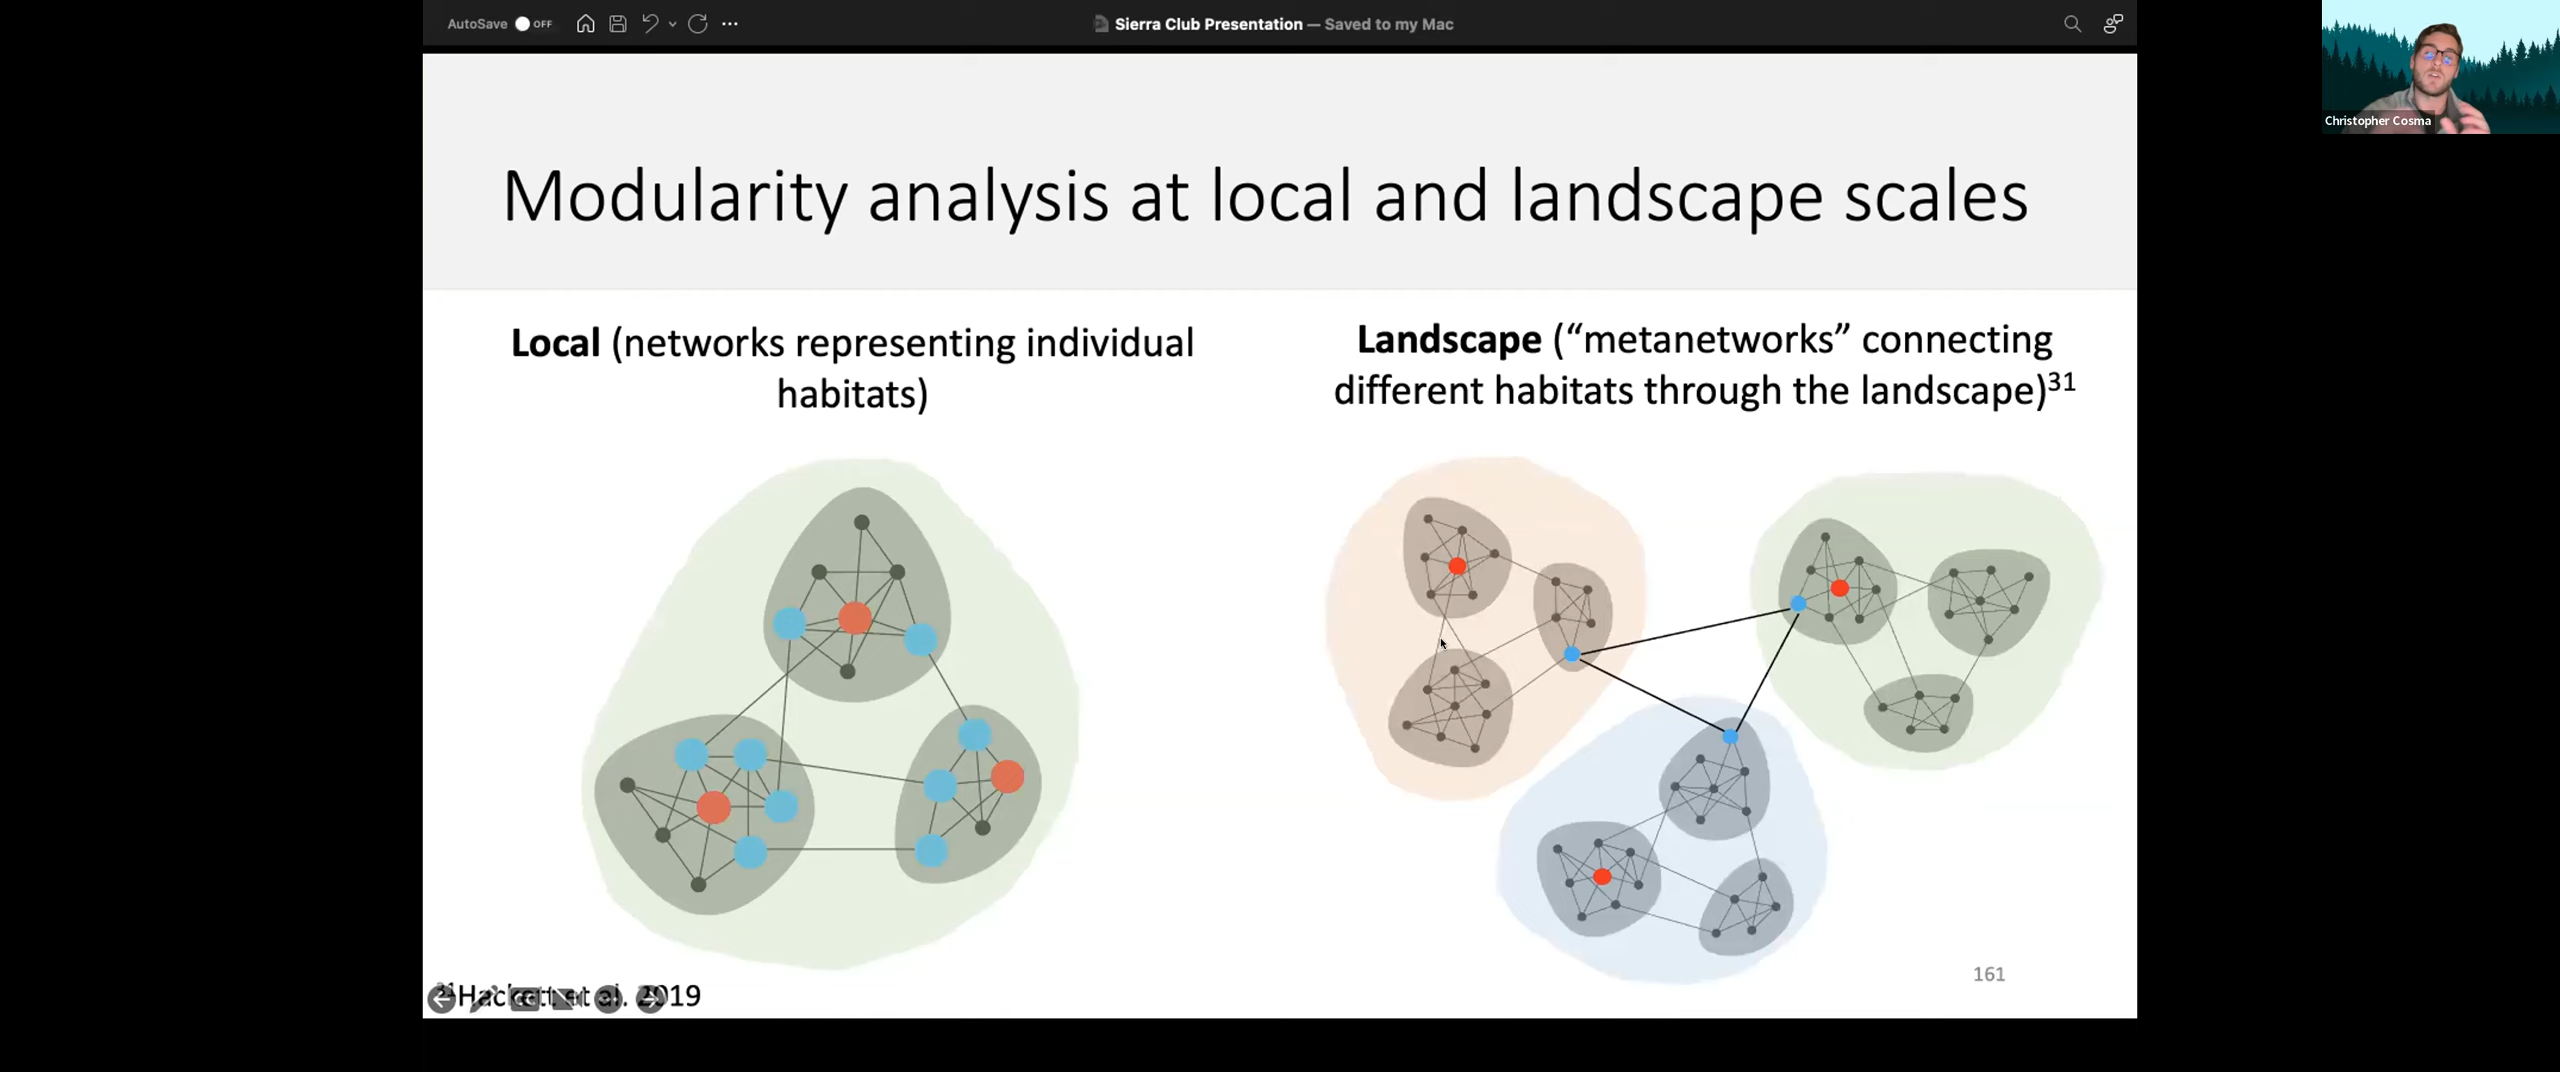 AutoSave OFF
Sierra Club Presentation — Saved to my Mac
Christopher Cosma
Modularity analysis at local and landscape scales
Local (networks representing individual
habitats)
Landscape (“metanetworks” connecting
different habitats through the landscape)31
161
31Hackett et al. 2019